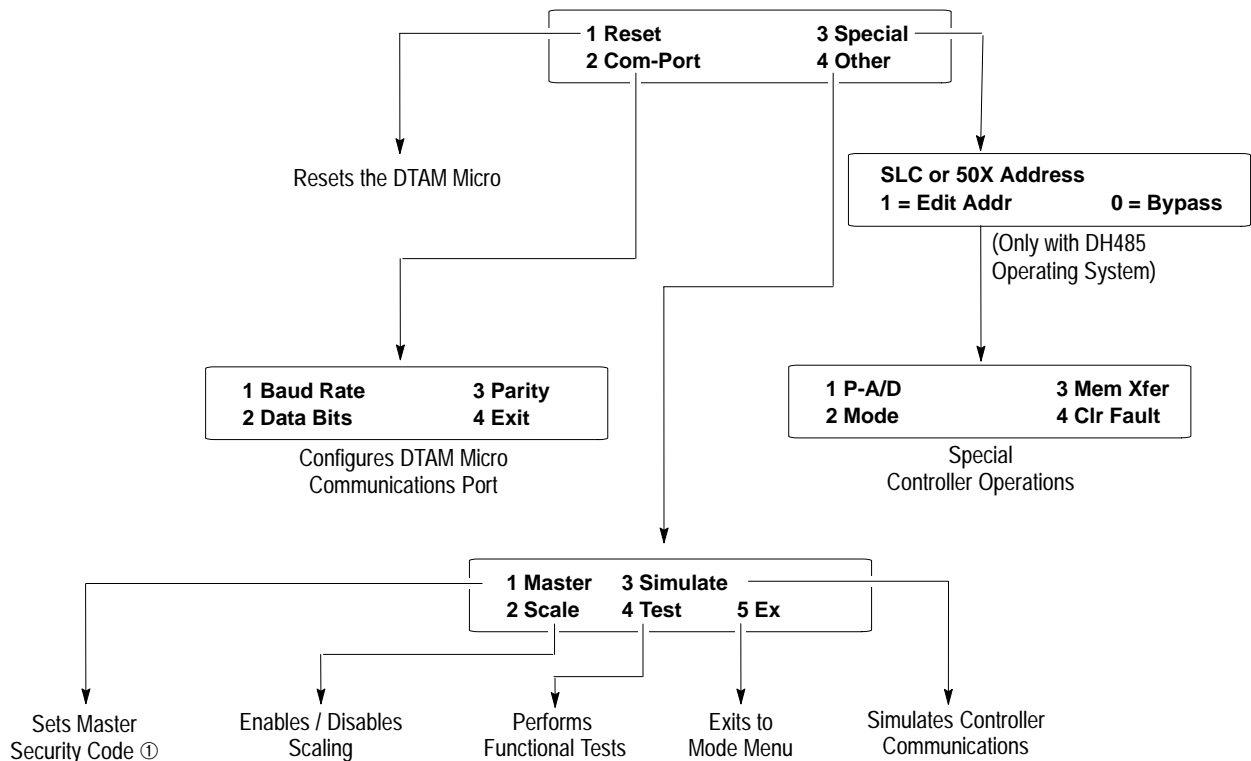 1 Reset 3 Special
2 Com-Port 4 Other
Resets the DTAM Micro
SLC or 50X Address
1 = Edit Addr 0 = Bypass
(Only with DH485
Operating System)
1 Baud Rate 3 Parity
2 Data Bits 4 Exit
Configures DTAM Micro
Communications Port
1 P-A/D 3 Mem Xfer
2 Mode 4 Clr Fault
Special
Controller Operations
1 Master 3 Simulate
2 Scale 4 Test 5 Ex
Sets Master
Security Code ①
Enables / Disables
Scaling
Performs
Functional Tests
Exits to
Mode Menu
Simulates Controller
Communications